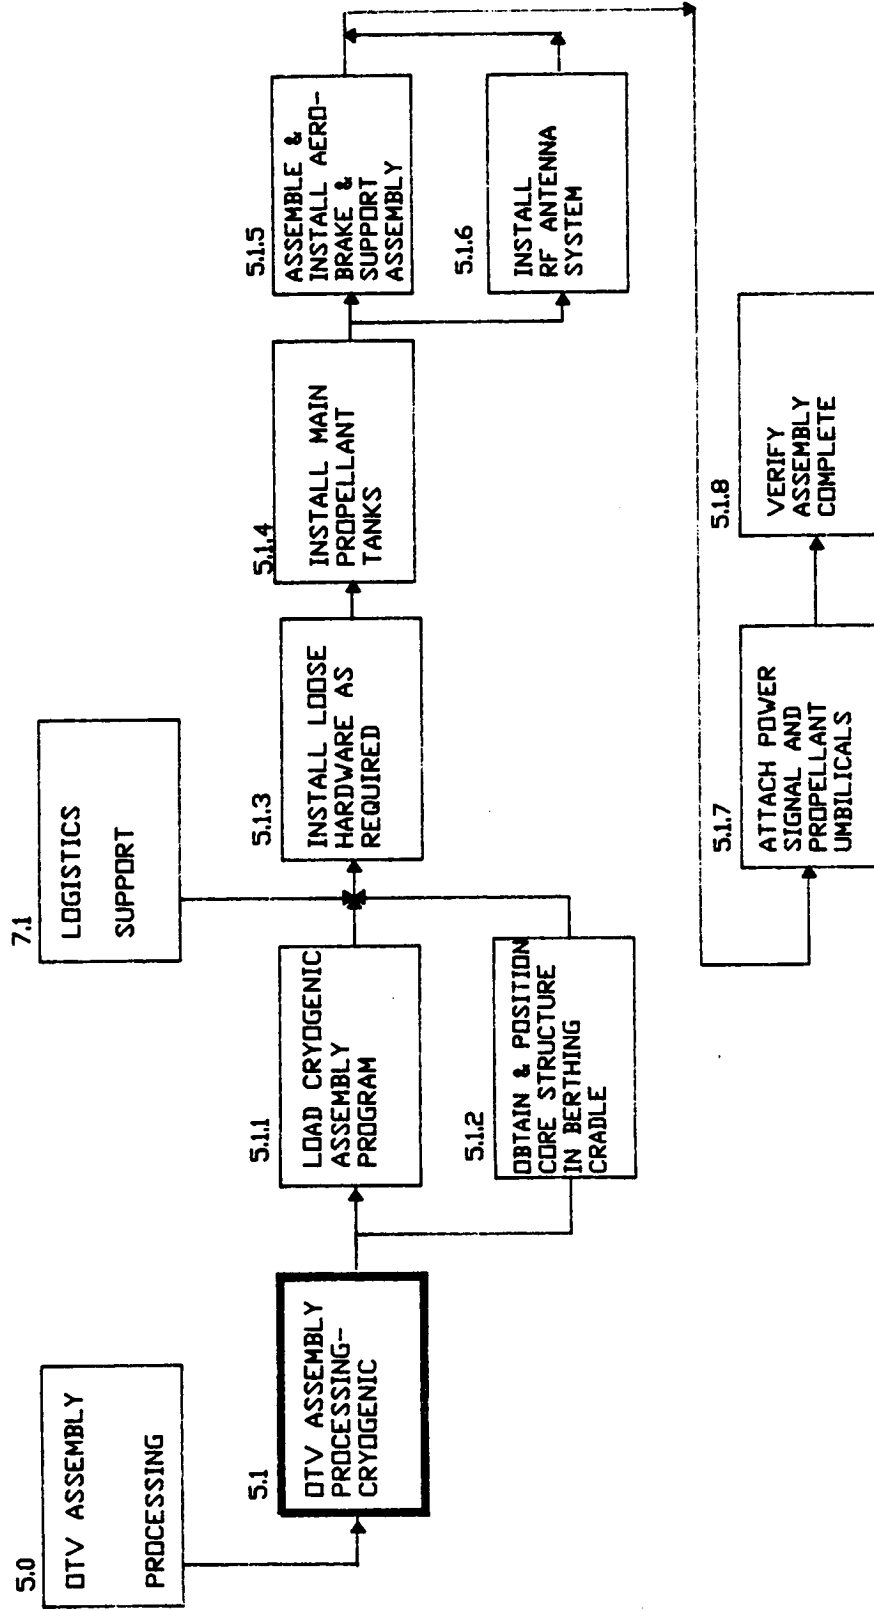 5.0
OTV ASSEMBLY
PROCESSING
5.1
OTV ASSEMBLY
PROCESSING-
CRYOGENIC
7.1
LOGISTICS
SUPPORT
5.1.1
LOAD CRYOGENIC
ASSEMBLY
PROGRAM
5.1.2
OBTAIN & POSITION
CORE STRUCTURE
IN BERTHING
CRADLE
5.1.3
INSTALL LOOSE
HARDWARE AS
REQUIRED
5.1.4
INSTALL MAIN
PROPELLANT
TANKS
5.1.5
ASSEMBLE &
INSTALL AERO-
BRAKE &
SUPPORT
ASSEMBLY
5.1.6
INSTALL
RF ANTENNA
SYSTEM
5.1.7
ATTACH POWER
SIGNAL AND
PROPELLANT
UMBILICALS
5.1.8
VERIFY
ASSEMBLY
COMPLETE